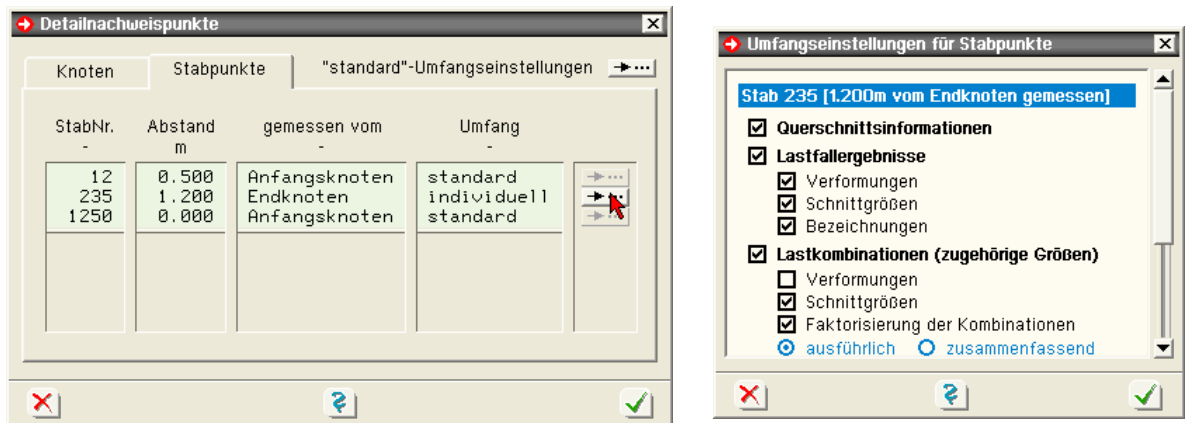 Detailnachweispunkte
Knoten Stabpunkte "standard"-Umfangseinstellungen
StabNr. Abstand gemessen vom Umfang
- m - -
12 0.500 Anfangsknoten standard
235 1.200 Endknoten individuell
1250 0.000 Anfangsknoten standard
Umfangseinstellungen für Stabpunkte
Stab 235 [1.200m vom Endknoten gemessen]
Querschnittsinformationen
Lastfallergebnisse
Verformungen
Schnittgrößen
Bezeichnungen
Lastkombinationen (zugehörige Größen)
Verformungen
Schnittgrößen
Faktorisierung der Kombinationen
ausführlich zusammenfassend